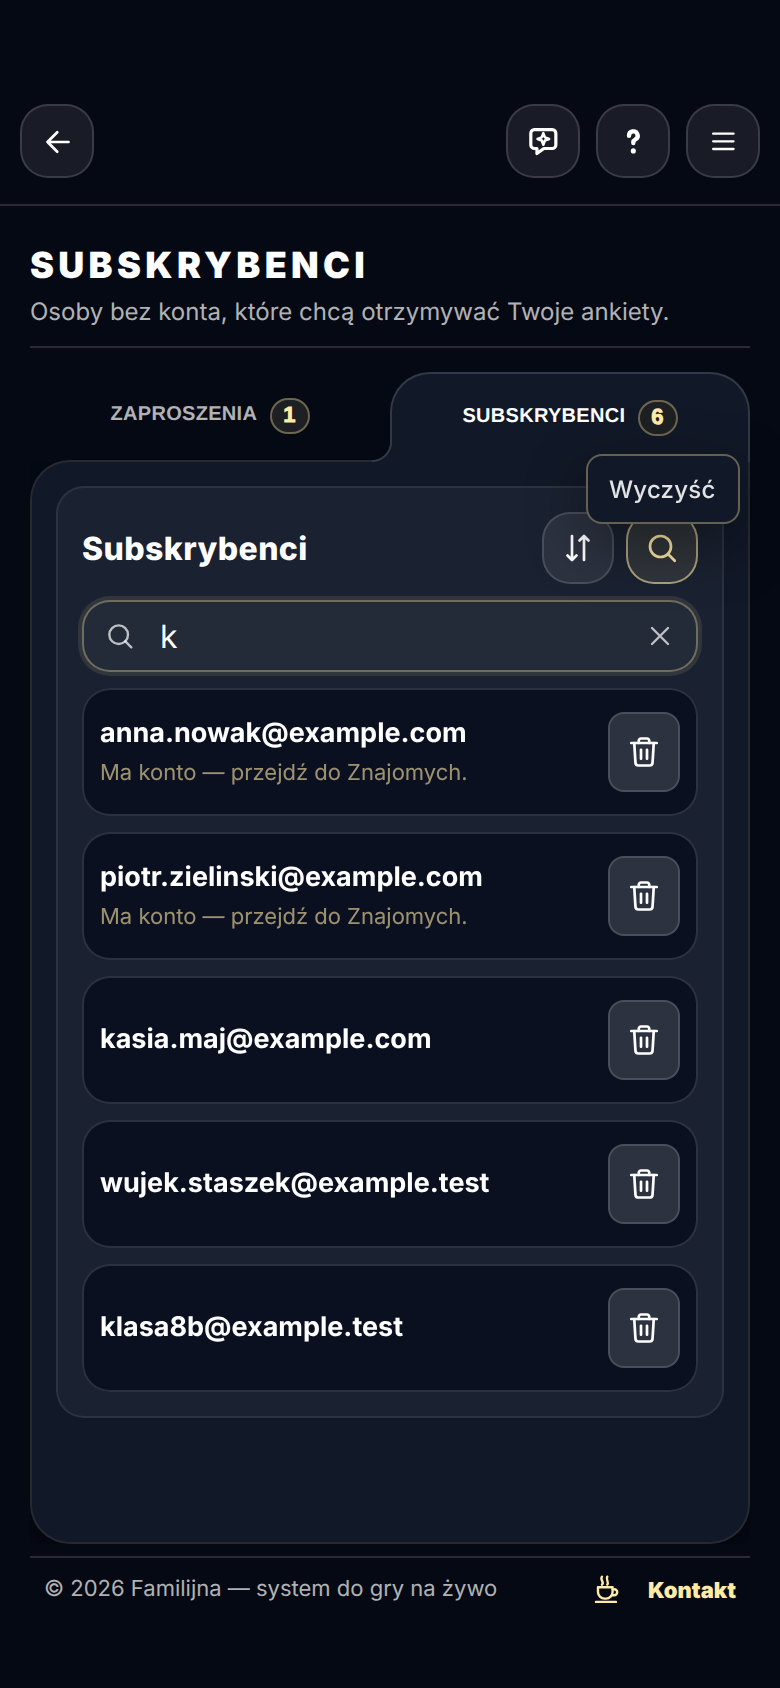 SUBSKRYBENCI
Osoby bez konta, które chcą otrzymywać Twoje ankiety.
ZAPROSZENIA 1
SUBSKRYBENCI 6
Wyczyść
Subskrybenci
k
anna.nowak@example.com
Ma konto — przejdź do Znajomych.
piotr.zielinski@example.com
Ma konto — przejdź do Znajomych.
kasia.maj@example.com
wujek.staszek@example.test
klasa8b@example.test
© 2026 Familijna — system do gry na żywo
Kontakt